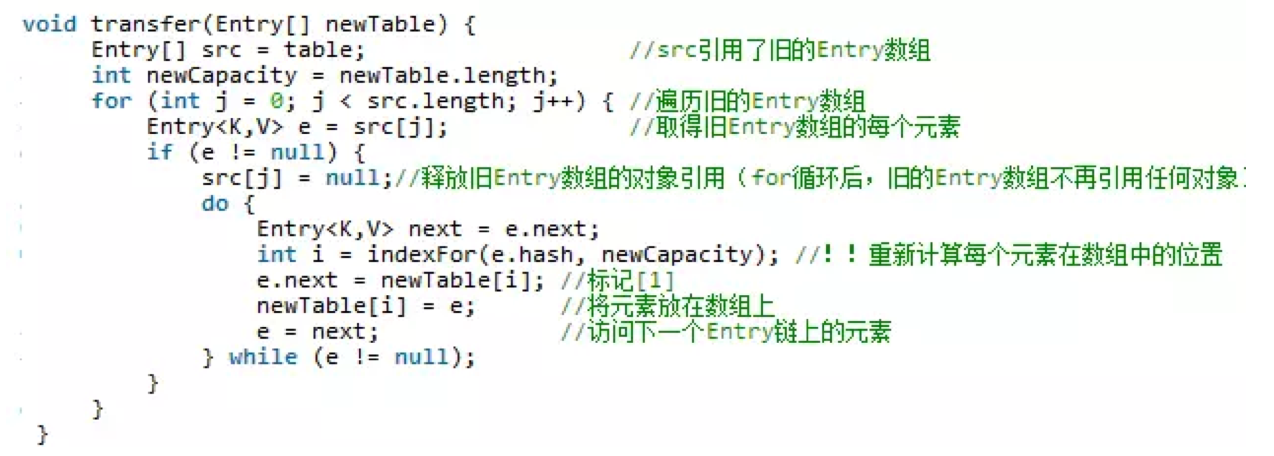 void transfer(Entry[] newTable) {
Entry[] src = table; //src引用了旧的Entry数组
int newCapacity = newTable.length;
for (int j = 0; j < src.length; j++) { //遍历旧的Entry数组
Entry<K,V> e = src[j]; //取得旧Entry数组的每个元素
if (e != null) {
src[j] = null;//释放旧Entry数组的对象引用（for循环后，旧的Entry数组不再引用任何对象）
do {
Entry<K,V> next = e.next;
int i = indexFor(e.hash, newCapacity); //！！重新计算每个元素在数组中的位置
e.next = newTable[i]; //标记[1]
newTable[i] = e; //将元素放在数组上
e = next; //访问下一个Entry链上的元素
} while (e != null);
}
}
}